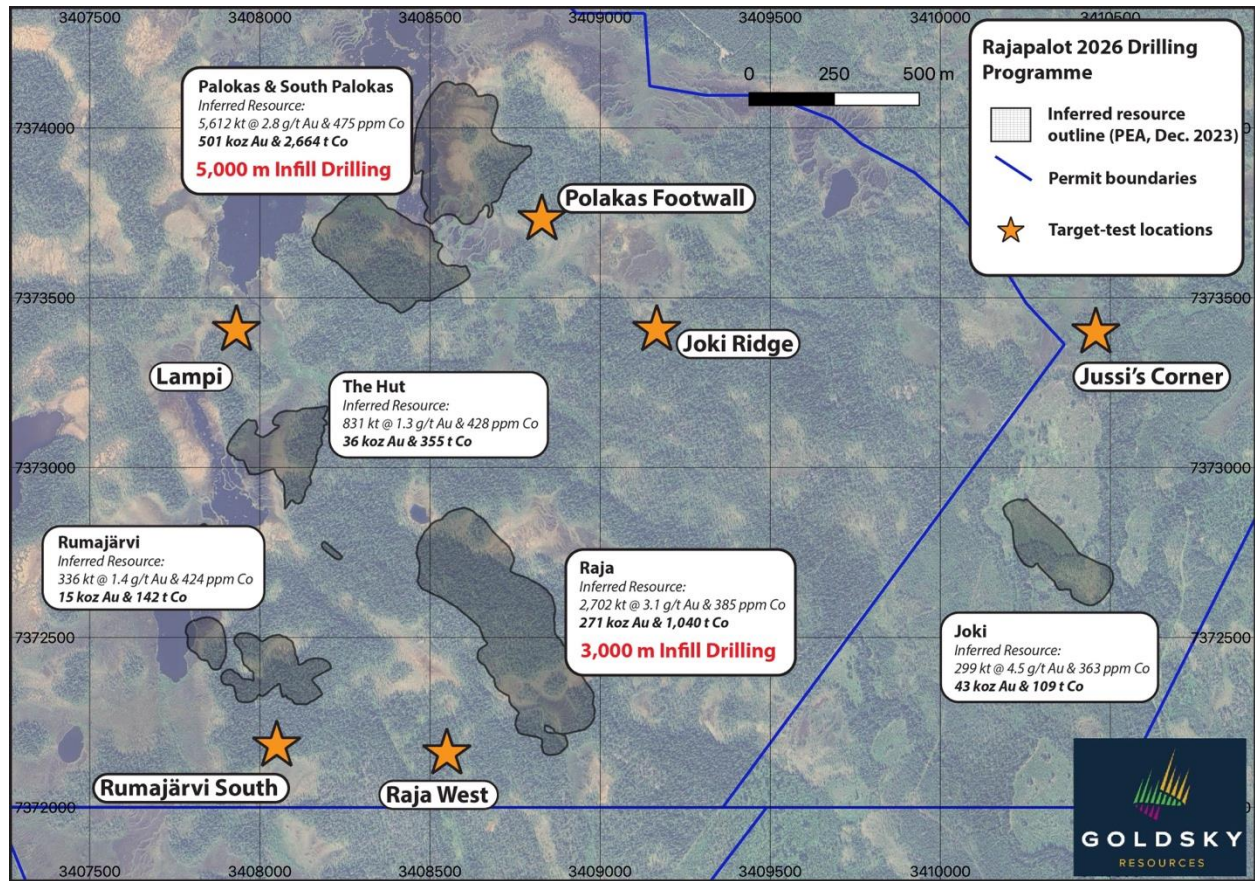 3407500
3408000
3408500
3409000
3409500
3410000
3410500
Rajapalot 2026 Drilling
Programme
Inferred resource
outline (PEA, Dec. 2023)
Permit boundaries
Target-test locations
0 250 500 m
Palokas & South Palokas
Inferred Resource:
5,612 kt @ 2.8 g/t Au & 475 ppm Co
501 koz Au & 2,664 t Co
5,000 m Infill Drilling
7374000
Polakas Footwall
7373500
7373500
Lampi
Joki Ridge
Jussi's Corner
The Hut
Inferred Resource:
831 kt @ 1.3 g/t Au & 428 ppm Co
36 koz Au & 355 t Co
7373000
7373000
Rumajärvi
Inferred Resource:
336 kt @ 1.4 g/t Au & 424 ppm Co
15 koz Au & 142 t Co
Raja
Inferred Resource:
2,702 kt @ 3.1 g/t Au & 385 ppm Co
271 koz Au & 1,040 t Co
3,000 m Infill Drilling
7372500
7372500
Joki
Inferred Resource:
299 kt @ 4.5 g/t Au & 363 ppm Co
43 koz Au & 109 t Co
Rumajärvi South
Raja West
7372000
GOLDSKY
RESOURCES
3407500
3408000
3408500
3409000
3409500
3410000
3410500